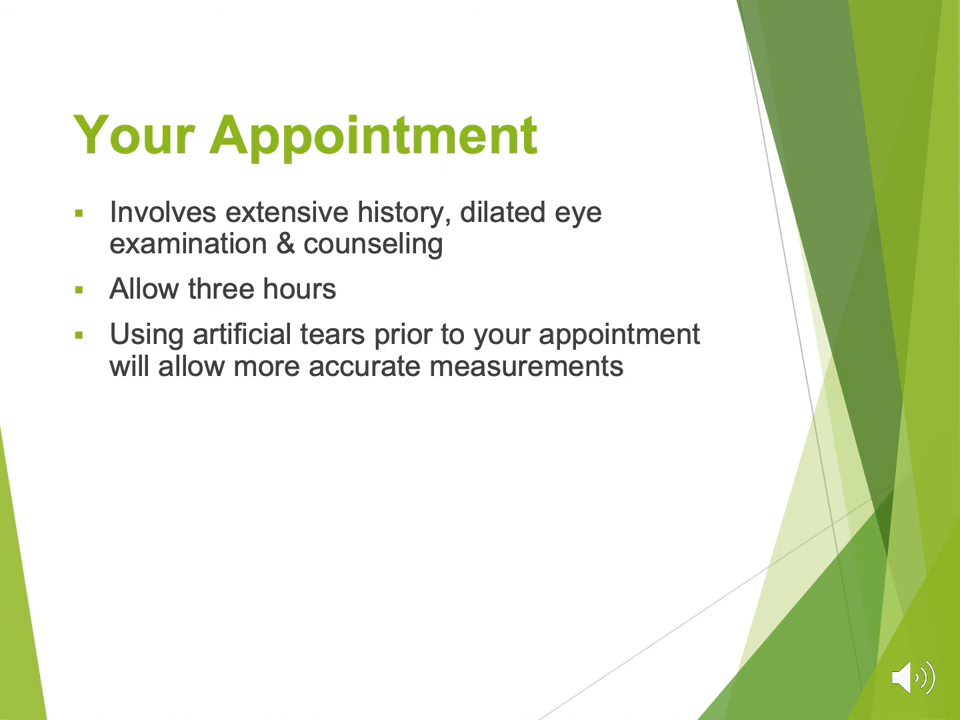 Your Appointment
▪ Involves extensive history, dilated eye
examination & counseling
▪ Allow three hours
▪ Using artificial tears prior to your appointment
will allow more accurate measurements